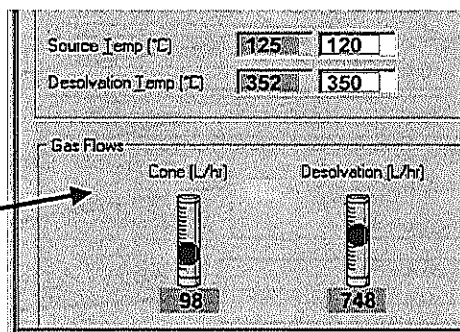 Source Temp (°C) 125 120
Desolvation Temp (°C) 352 350
Gas Flows
Cone (L/hr) Desolvation (L/hr)
98 748